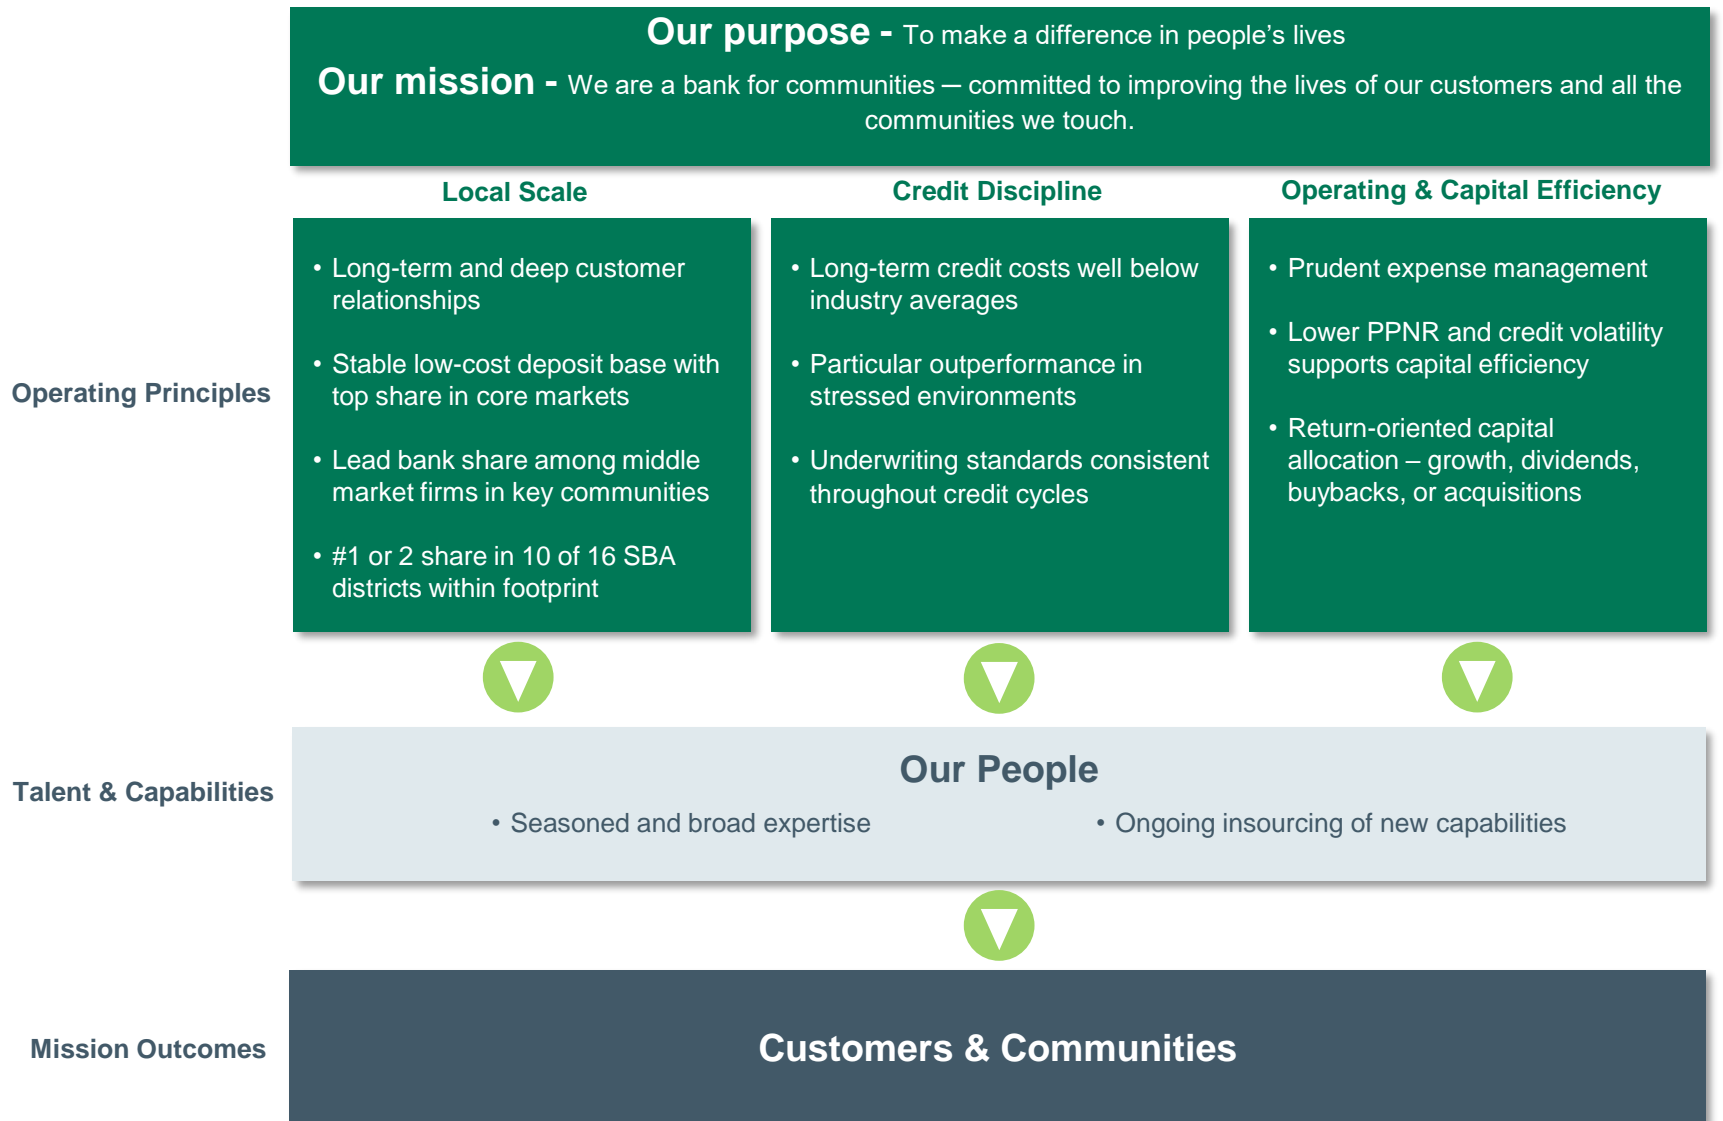 Our purpose - To make a difference in people’s lives
Our mission - We are a bank for communities — committed to improving the lives of our customers and all the
communities we touch.
Local Scale
Credit Discipline
Operating & Capital Efficiency
Operating Principles
• Long-term and deep customer
relationships
• Stable low-cost deposit base with
top share in core markets
• Lead bank share among middle
market firms in key communities
• #1 or 2 share in 10 of 16 SBA
districts within footprint
• Long-term credit costs well below
industry averages
• Particular outperformance in
stressed environments
• Underwriting standards consistent
throughout credit cycles
• Prudent expense management
• Lower PPNR and credit volatility
supports capital efficiency
• Return-oriented capital
allocation – growth, dividends,
buybacks, or acquisitions
Talent & Capabilities
Our People
• Seasoned and broad expertise
• Ongoing insourcing of new capabilities
Mission Outcomes
Customers & Communities